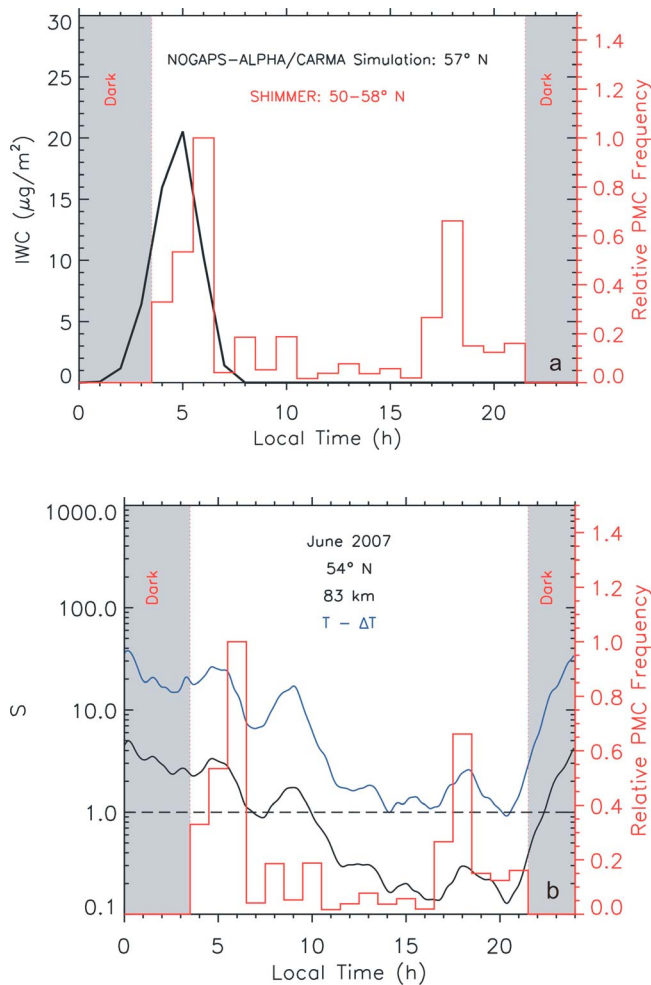 30
25
20
15
10
5
0
IWC (μg/m²)
Dark
NOGAPS-ALPHA/CARMA Simulation: 57° N
SHIMMER: 50-58° N
Dark
a
1.4
1.2
1.0
0.8
0.6
0.4
0.2
0.0
Relative PMC Frequency
0 5 10 15 20
Local Time (h)
1000.0
100.0
10.0
1.0
0.1
S
Dark
June 2007
54° N
83 km
T - ΔT
Dark
b
1.4
1.2
1.0
0.8
0.6
0.4
0.2
0.0
Relative PMC Frequency
0 5 10 15 20
Local Time (h)